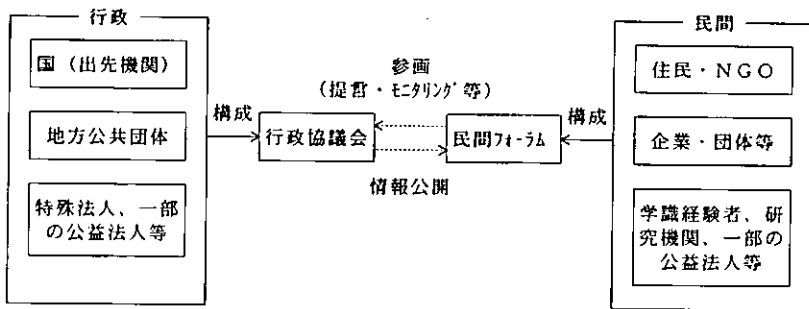 行政
国（出先機関）
地方公共団体
特殊法人、一部
の公益法人等
構成
行政協議会
参画
（提言・モニタリング等）
情報公開
民間フォーラム
構成
民間
住民・NGO
企業・団体等
学識経験者、研
究機関、一部の
公益法人等